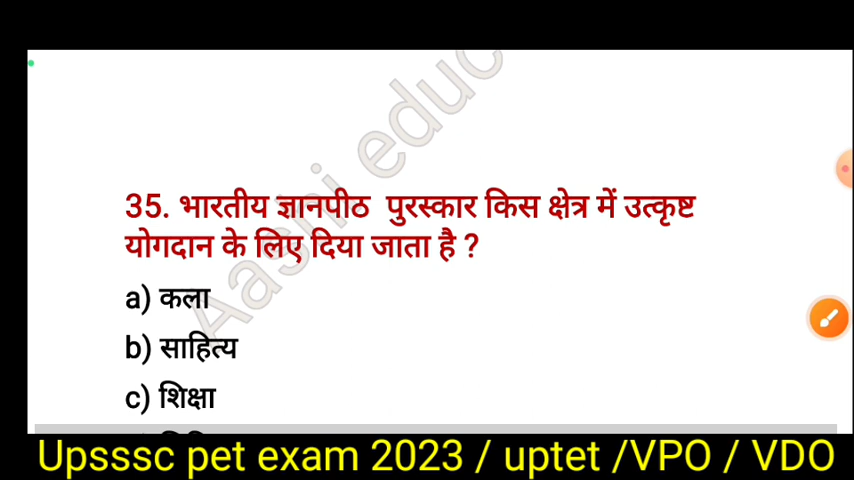 Aashi educ
35. भारतीय ज्ञानपीठ पुरस्कार किस क्षेत्र में उत्कृष्ट
योगदान के लिए दिया जाता है ?
a) कला
b) साहित्य
c) शिक्षा
Upsssc pet exam 2023 / uptet /VPO / VDO